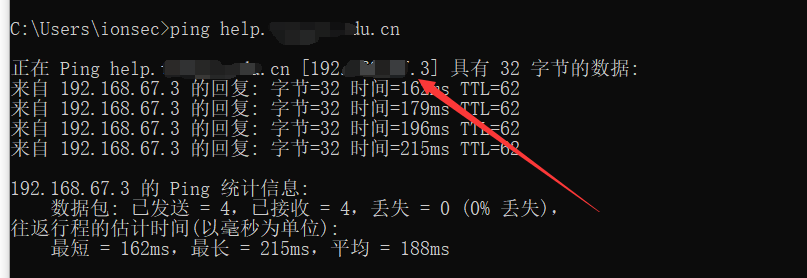 C:\Users\ionsec>ping help. du.cn
正在 Ping help. .cn [192. 7.3] 具有 32 字节的数据:
来自 192.168.67.3 的回复: 字节=32 时间=162ms TTL=62
来自 192.168.67.3 的回复: 字节=32 时间=179ms TTL=62
来自 192.168.67.3 的回复: 字节=32 时间=196ms TTL=62
来自 192.168.67.3 的回复: 字节=32 时间=215ms TTL=62
192.168.67.3 的 Ping 统计信息:
数据包: 已发送 = 4，已接收 = 4，丢失 = 0 (0% 丢失)，
往返行程的估计时间(以毫秒为单位):
最短 = 162ms，最长 = 215ms，平均 = 188ms